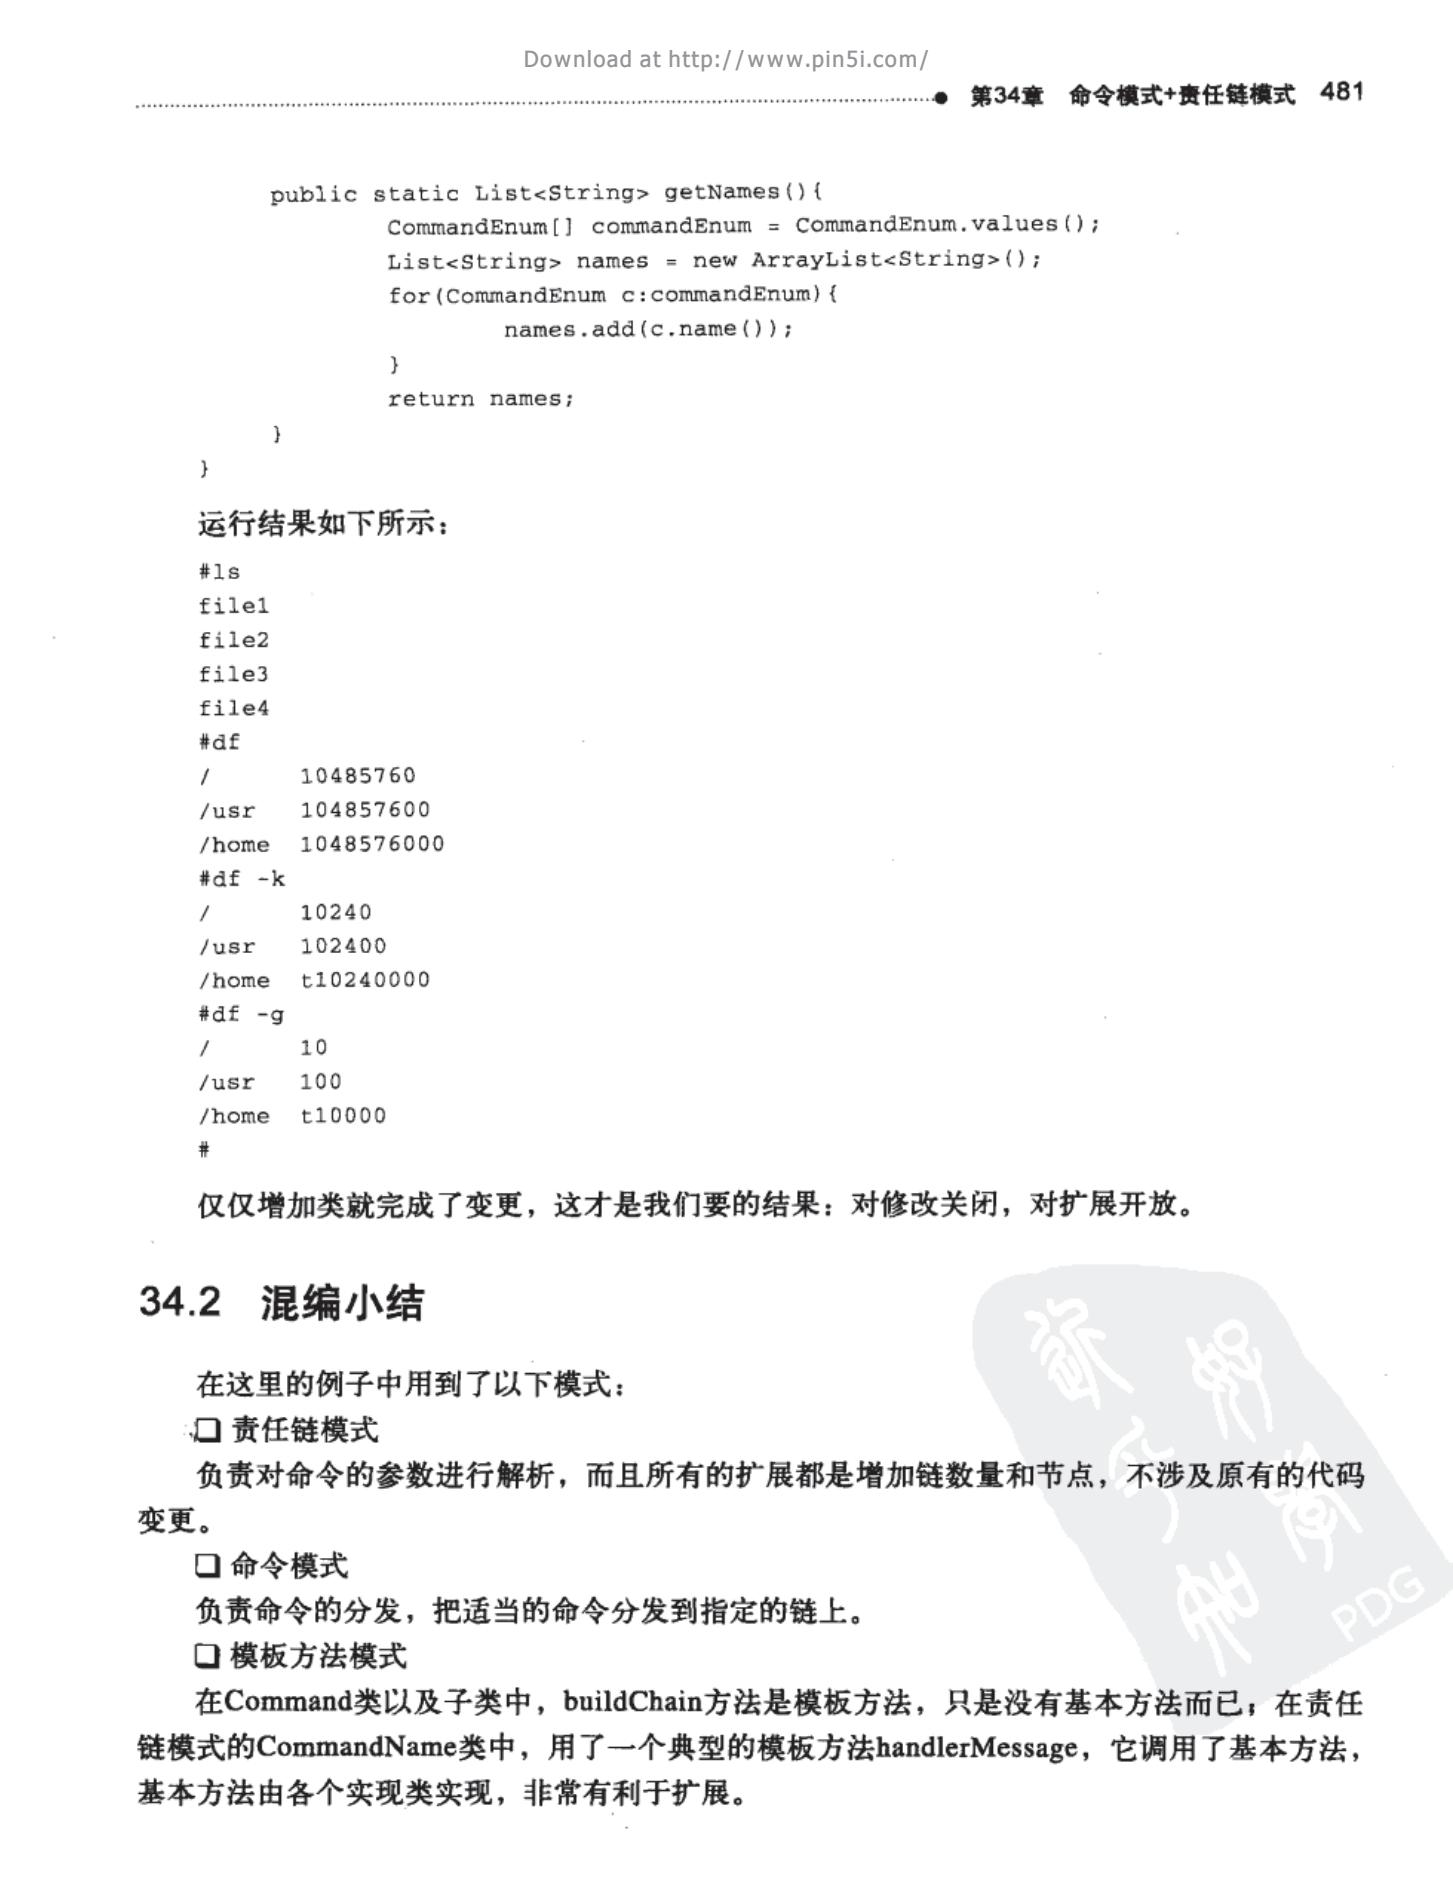 Download at http://www.pin5i.com/
第34章 命令模式+责任链模式 481
public static List<String> getNames(){
CommandEnum[] commandEnum = CommandEnum.values();
List<String> names = new ArrayList<String>();
for(CommandEnum c:commandEnum){
names.add(c.name());
}
return names;
}
}
运行结果如下所示：
#ls
file1
file2
file3
file4
#df
/ 10485760
/usr 104857600
/home 1048576000
#df -k
/ 10240
/usr 102400
/home t10240000
#df -g
/ 10
/usr 100
/home t10000
#
仅仅增加类就完成了变更，这才是我们要的结果：对修改关闭，对扩展开放。
34.2 混编小结
在这里的例子中用到了以下模式：
❏ 责任链模式
负责对命令的参数进行解析，而且所有的扩展都是增加链数量和节点，不涉及原有的代码
变更。
❏ 命令模式
负责命令的分发，把适当的命令分发到指定的链上。
❏ 模板方法模式
在Command类以及子类中，buildChain方法是模板方法，只是没有基本方法而已；在责任
链模式的CommandName类中，用了一个典型的模板方法handlerMessage，它调用了基本方法，
基本方法由各个实现类实现，非常有利于扩展。
PDG